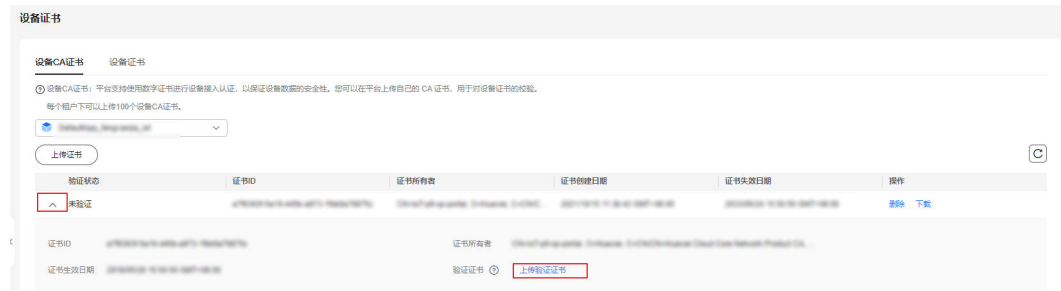 设备证书
设备CA证书 设备证书
设备CA证书：平台支持使用数字证书进行设备接入认证，以保证设备数据的安全性。您可以在平台上传自己的 CA 证书，用于对设备证书的校验。
每个租户下可以上传100个设备CA证书。
上传证书
验证状态 证书ID 证书所有者 证书创建日期 证书失效日期 操作
未验证 删除 下载
证书ID 证书所有者
证书生效日期 验证证书 上传验证证书